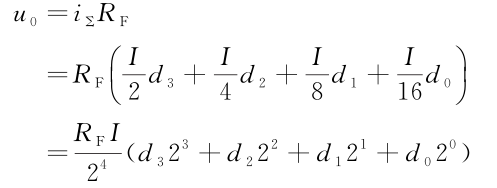 u₀ = i_Σ R_F
= R_F (I/2 d₃ + I/4 d₂ + I/8 d₁ + I/16 d₀)
= R_F I/2⁴ (d₃2³ + d₂2² + d₁2¹ + d₀2⁰)